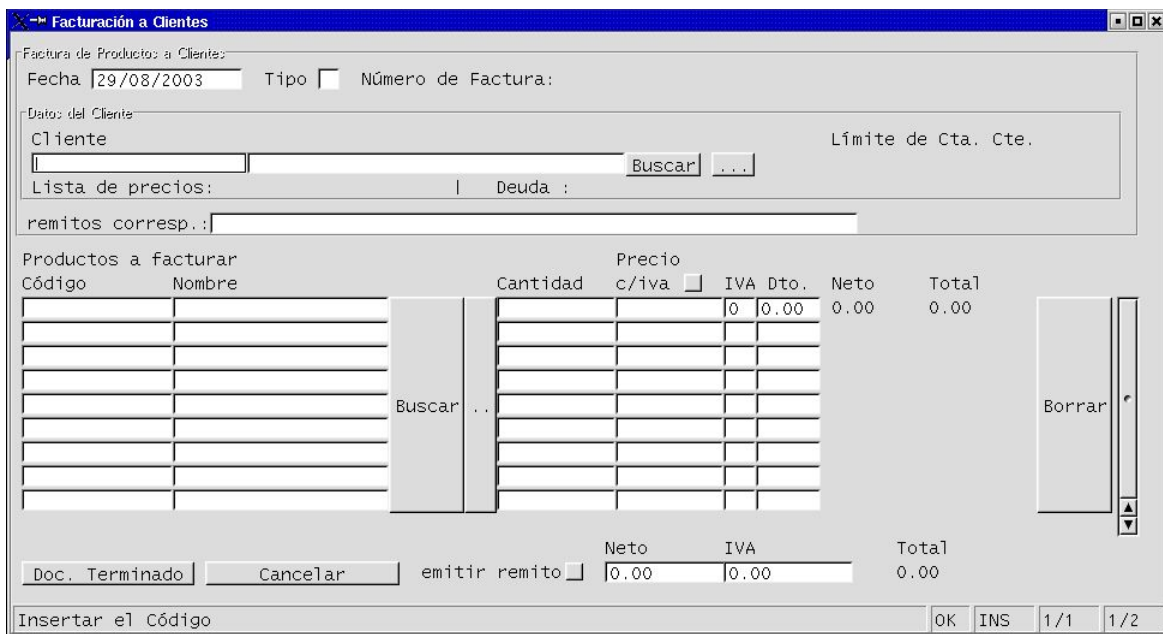 Facturación a Clientes
Factura de Productos a Clientes
Fecha 29/08/2003 Tipo Número de Factura:
Datos del Cliente
Cliente Límite de Cta. Cte.
Buscar ...
Lista de precios: | Deuda :
remitos corresp.:
Productos a facturar Precio
Código Nombre Cantidad c/iva IVA Dto. Neto Total
0 0.00 0.00 0.00
Buscar .. Borrar
Neto IVA Total
Doc. Terminado Cancelar emitir remito 0.00 0.00 0.00
Insertar el Código OK INS 1/1 1/2